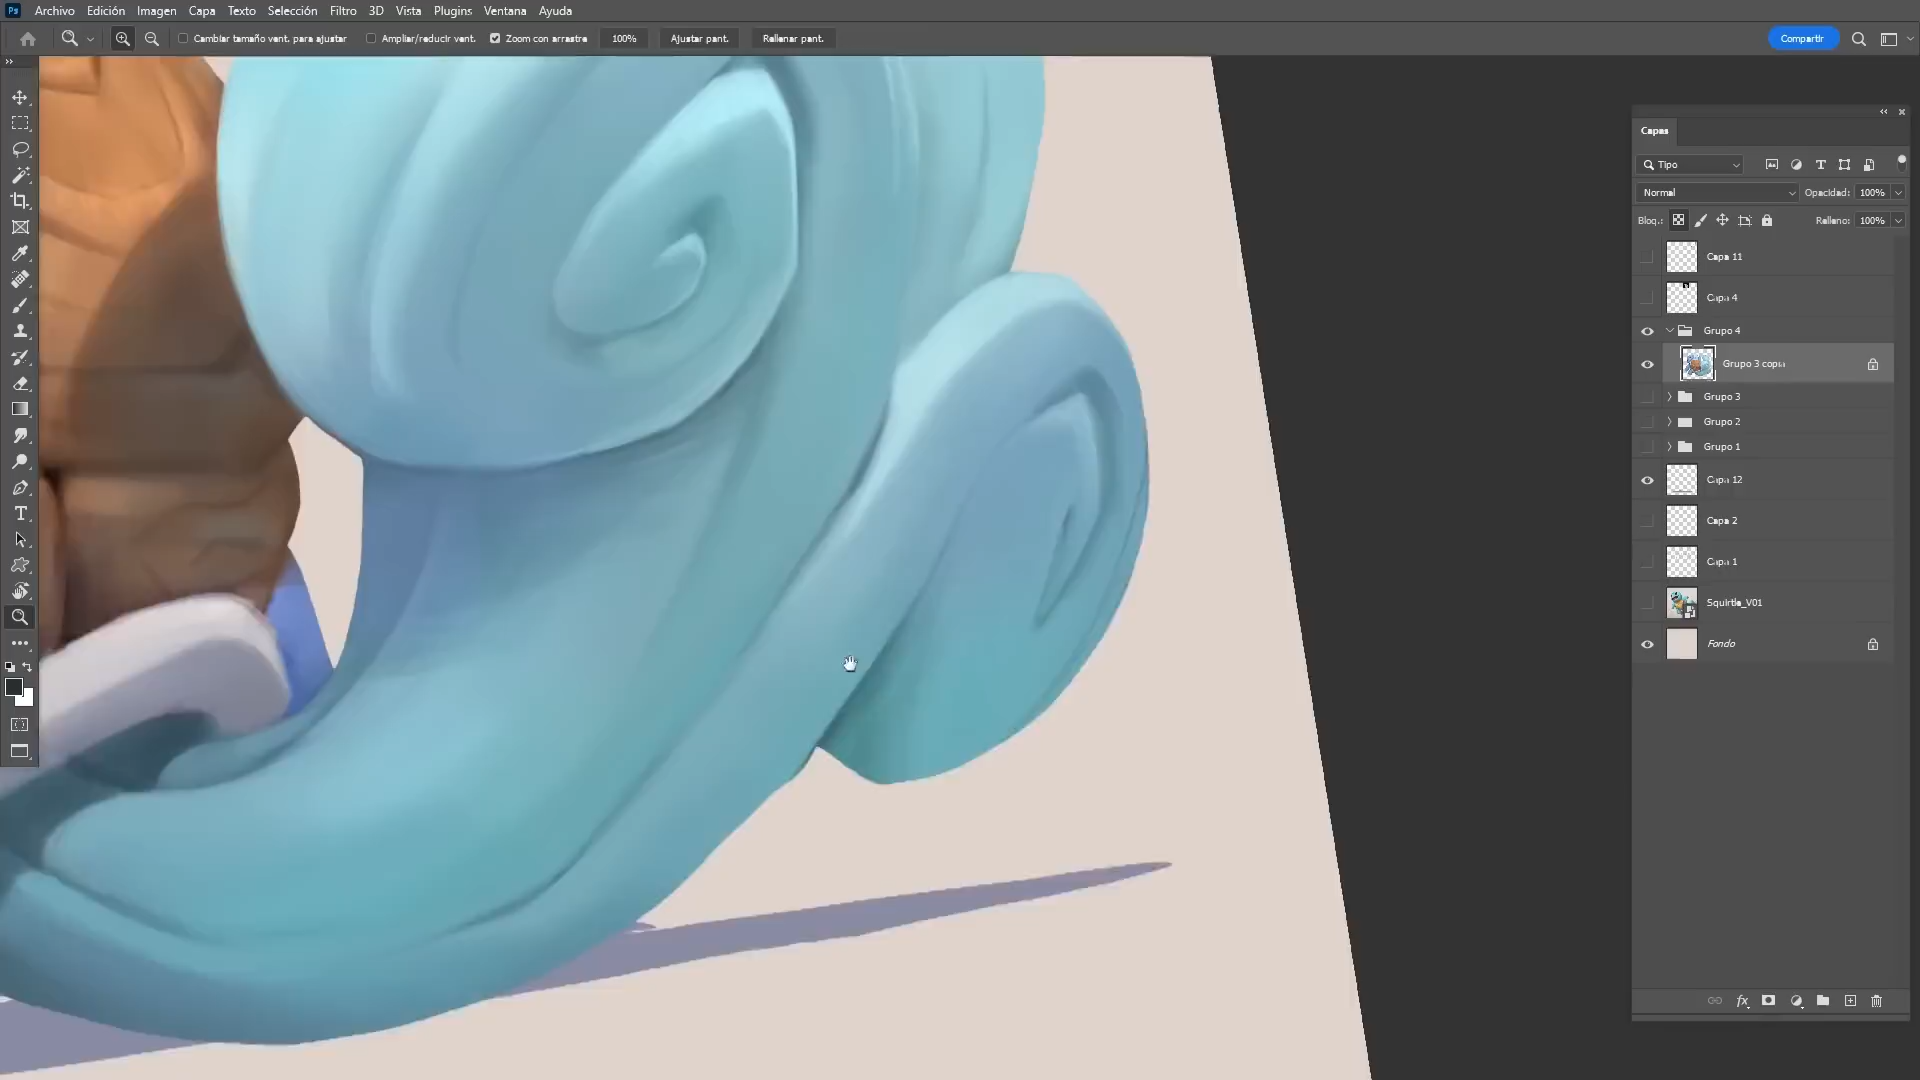 Ps Archivo Edición Imagen Capa Texto Selección Filtro 3D Vista Plugins Ventana Ayuda
Cambiar tamaño vent. para ajustar Ampliar/reducir vent. Zoom con arrastre 100% Ajustar pant. Rellenar pant. Compartir
Capas
Tipo
Normal Opacidad: 100%
Bloq.: Relleno: 100%
Capa 11
Capa 4
Grupo 4
Grupo 3 copia
Grupo 3
Grupo 2
Grupo 1
Capa 12
Capa 2
Capa 1
Squirtle_V01
Fondo
fx